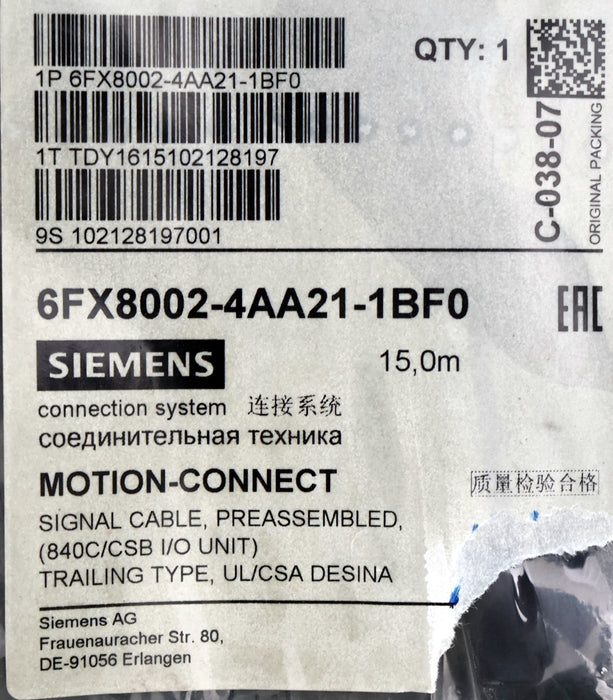 1P 6FX8002-4AA21-1BF0
QTY: 1
1T TDY1615102128197
9S 102128197001
C-038-07
ORIGINAL PACKING
6FX8002-4AA21-1BF0
EAC
SIEMENS
15,0m
connection system 连接系统
соединительная техника
MOTION-CONNECT
质量检验合格
SIGNAL CABLE, PREASSEMBLED,
(840C/CSB I/O UNIT)
TRAILING TYPE, UL/CSA DESINA
Siemens AG
Frauenauracher Str. 80,
DE-91056 Erlangen